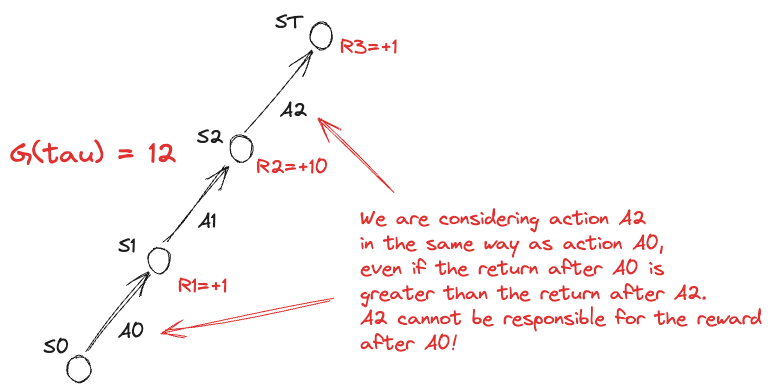 ST
R3=+1
A2
S2
G(tau) = 12
R2=+10
A1
S1
R1=+1
A0
S0
We are considering action A2
in the same way as action A0,
even if the return after A0 is
greater than the return after A2.
A2 cannot be responsible for the reward
after A0!